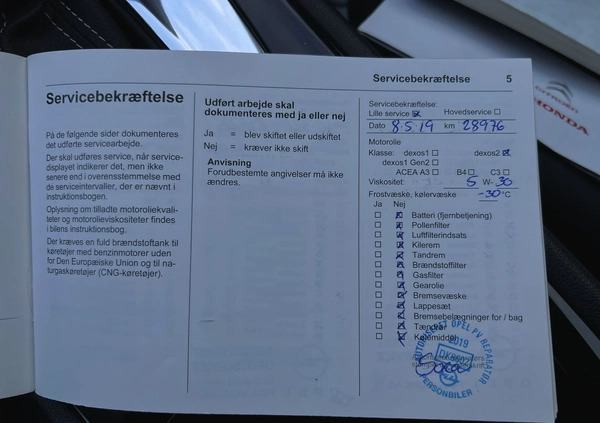 Servicebekræftelse 5
Servicebekræftelse
På de følgende sider dokumenteres
det udførte servicearbejde.
Der skal udføres service, når service-
displayet indikerer det, men ikke
senere end i overensstemmelse med
de serviceintervaller, der er nævnt i
instruktionsbogen.
Oplysning om tilladte motoroliekvali-
teter og motorolieviskositeter findes
i bilens instruktionsbog.
Der kræves en fuld brændstoftank til
køretøjer med benzinmotorer uden
for Den Europæiske Union og til na-
turgaskøretøjer (CNG-køretøjer).
Udført arbejde skal
dokumenteres med ja eller nej
Ja = blev skiftet eller udskiftet
Nej = kræver ikke skift
Anvisning
Forudbestemte angivelser må ikke
ændres.
Servicebekræftelse:
Lille service Hovedservice
Dato 8.5.19 km 28976
Motorolie
Klasse: dexos1 dexos2
dexos1 Gen2
ACEA A3 B4 C3
Viskositet: 5 W-30
Frostvæske, kølervæske -30 °C
Ja Nej
Batteri (fjernbetjening)
Pollenfilter
Luftfilterindsats
Kilerem
Tandrem
Brændstoffilter
Gasfilter
Gearolie
Bremsevæske
Lappesæt
Bremsebelægninger for / bag
Tændrør
Kølemiddel
AUTORISERET OPEL PV REPARATØR
2019
PERSONBILER
CITROËN
HONDA